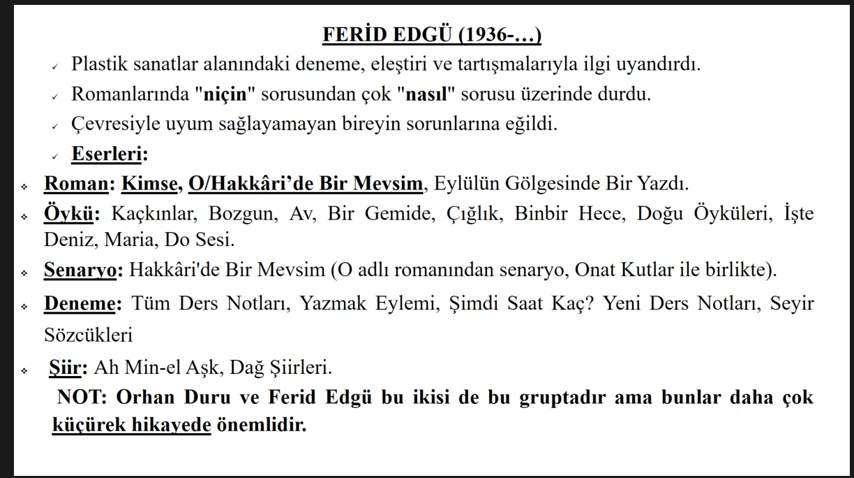 FERİD EDGÜ (1936-…)
✓ Plastik sanatlar alanındaki deneme, eleştiri ve tartışmalarıyla ilgi uyandırdı.
✓ Romanlarında "niçin" sorusundan çok "nasıl" sorusu üzerinde durdu.
✓ Çevresiyle uyum sağlayamayan bireyin sorunlarına eğildi.
✓ Eserleri:
❖ Roman: Kimse, O/Hakkâri’de Bir Mevsim, Eylülün Gölgesinde Bir Yazdı.
❖ Öykü: Kaçkınlar, Bozgun, Av, Bir Gemide, Çığlık, Binbir Hece, Doğu Öyküleri, İşte
Deniz, Maria, Do Sesi.
❖ Senaryo: Hakkâri'de Bir Mevsim (O adlı romanından senaryo, Onat Kutlar ile birlikte).
❖ Deneme: Tüm Ders Notları, Yazmak Eylemi, Şimdi Saat Kaç? Yeni Ders Notları, Seyir
Sözcükleri
❖ Şiir: Ah Min-el Aşk, Dağ Şiirleri.
NOT: Orhan Duru ve Ferid Edgü bu ikisi de bu gruptadır ama bunlar daha çok
küçürek hikayede önemlidir.